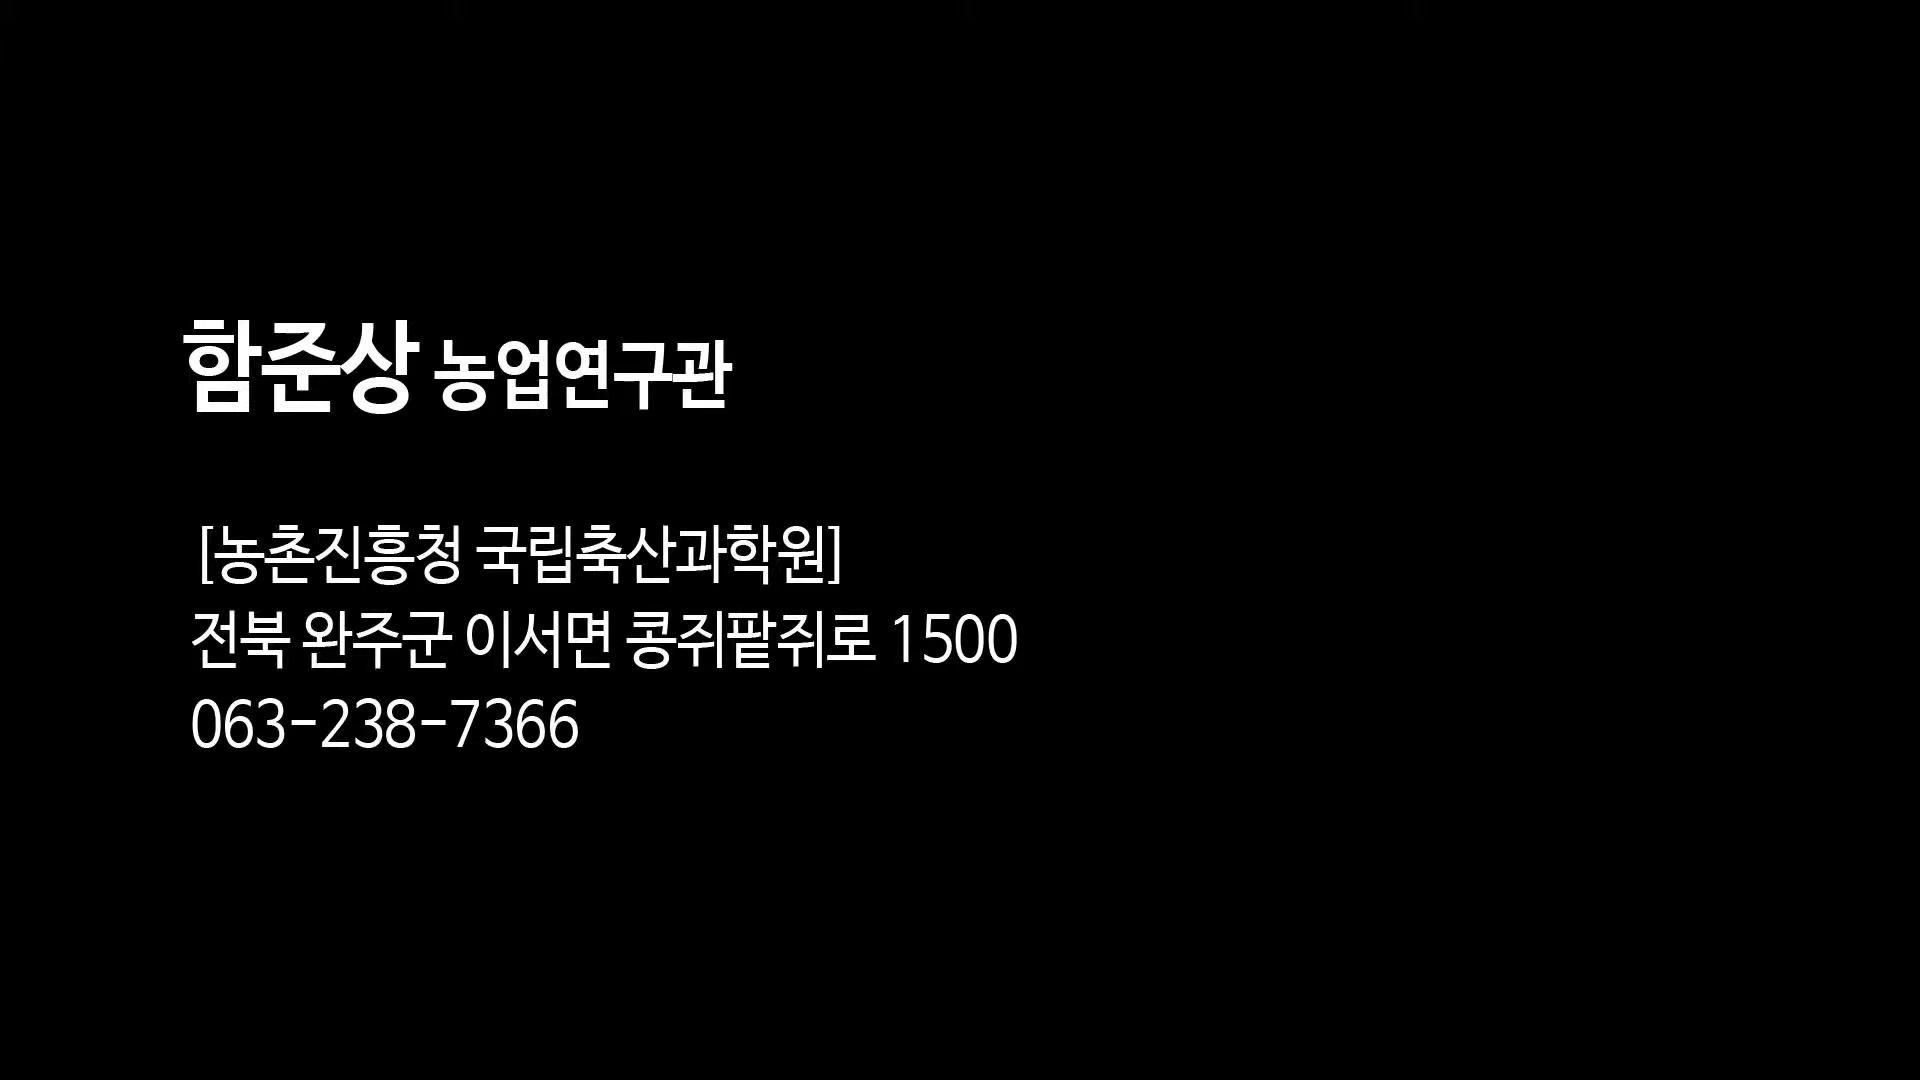 함준상 농업연구관
[농촌진흥청 국립축산과학원]
전북 완주군 이서면 콩쥐팥쥐로 1500
063-238-7366